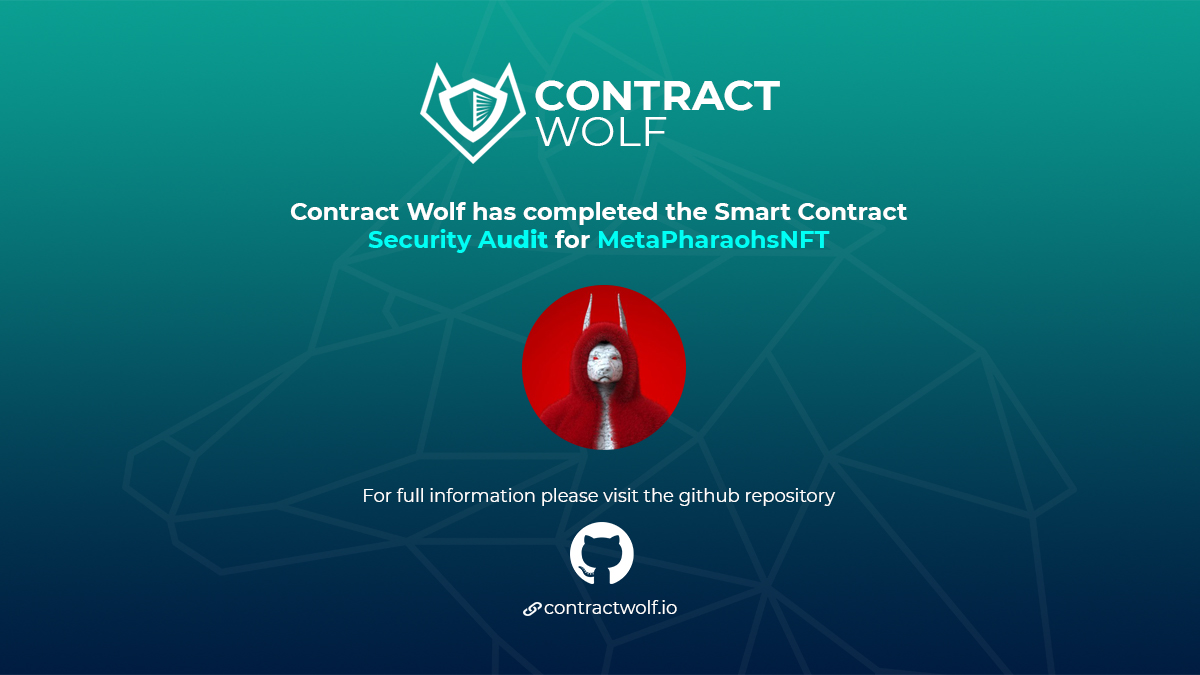 CONTRACT
WOLF
Contract Wolf has completed the Smart Contract
Security Audit for MetaPharaohsNFT
For full information please visit the github repository
contractwolf.io